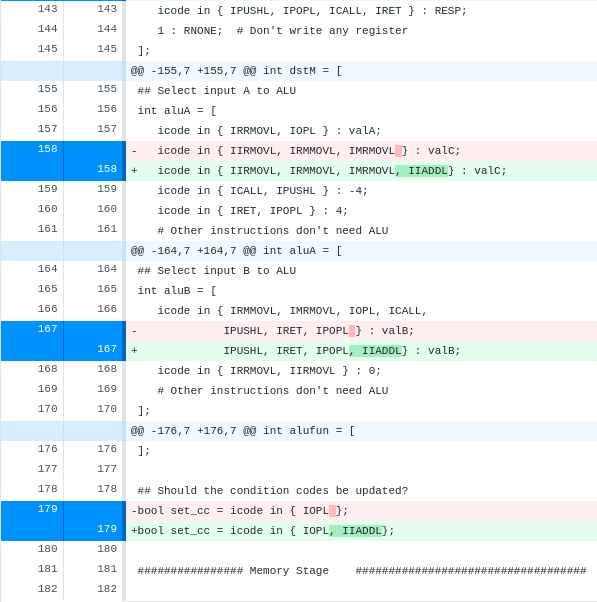 143 143 icode in { IPUSHL, IPOPL, ICALL, IRET } : RESP;
144 144 1 : RNONE;  # Don't write any register
145 145 ];
@@ -155,7 +155,7 @@ int dstM = [
155 155 ## Select input A to ALU
156 156 int aluA = [
157 157 icode in { IRRMOVL, IOPL } : valA;
158 - icode in { IIRMOVL, IRMMOVL, IMRMOVL } : valC;
158 + icode in { IIRMOVL, IRMMOVL, IMRMOVL, IIADDL} : valC;
159 159 icode in { ICALL, IPUSHL } : -4;
160 160 icode in { IRET, IPOPL } : 4;
161 161 # Other instructions don't need ALU
@@ -164,7 +164,7 @@ int aluA = [
164 164 ## Select input B to ALU
165 165 int aluB = [
166 166 icode in { IRMMOVL, IMRMOVL, IOPL, ICALL,
167 - IPUSHL, IRET, IPOPL } : valB;
167 + IPUSHL, IRET, IPOPL, IIADDL} : valB;
168 168 icode in { IRRMOVL, IIRMOVL } : 0;
169 169 # Other instructions don't need ALU
170 170 ];
@@ -176,7 +176,7 @@ int alufun = [
176 176 ];
177 177
178 178 ## Should the condition codes be updated?
179 -bool set_cc = icode in { IOPL };
179 +bool set_cc = icode in { IOPL, IIADDL};
180 180
181 181 ################ Memory Stage    ###################################
182 182